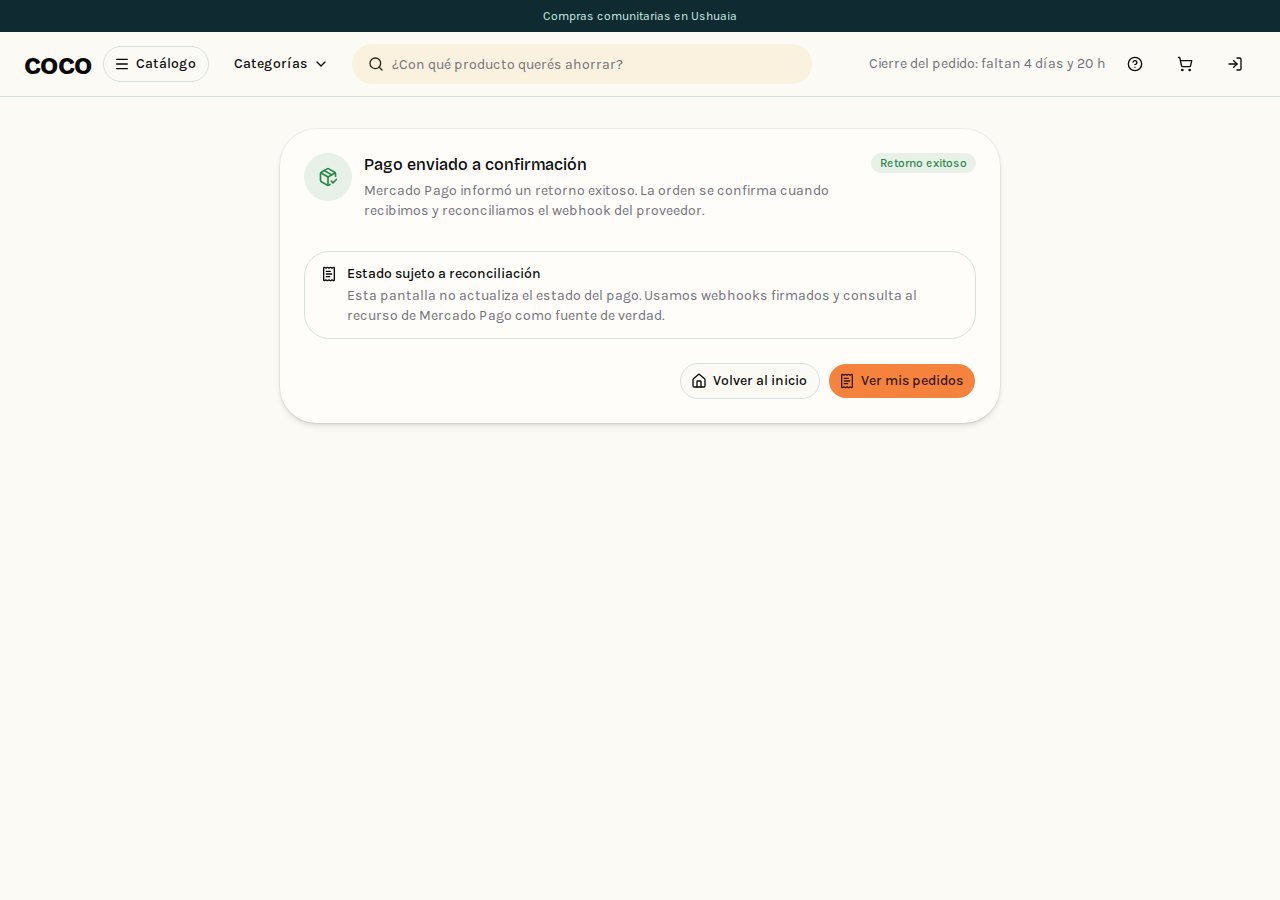 Compras comunitarias en Ushuaia
coco
Catálogo
Categorías
¿Con qué producto querés ahorrar?
Cierre del pedido: faltan 4 días y 20 h
Pago enviado a confirmación
Retorno exitoso
Mercado Pago informó un retorno exitoso. La orden se confirma cuando
recibimos y reconciliamos el webhook del proveedor.
Estado sujeto a reconciliación
Esta pantalla no actualiza el estado del pago. Usamos webhooks firmados y consulta al
recurso de Mercado Pago como fuente de verdad.
Volver al inicio
Ver mis pedidos